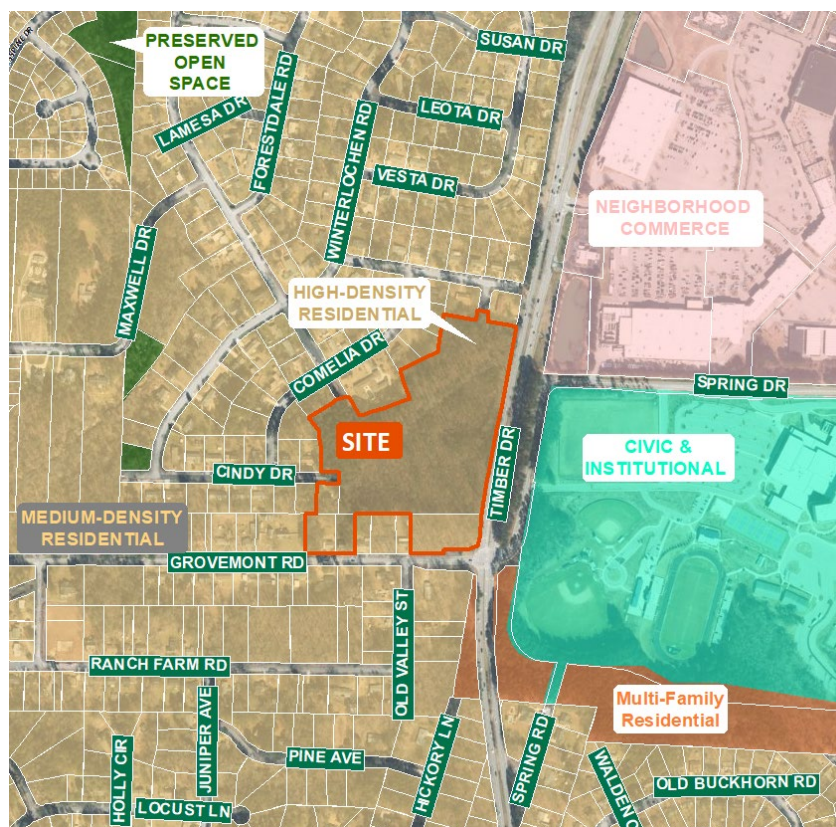 PRESERVED
OPEN
SPACE
SUSAN DR
FORESTDALE RD
LAMESA DR
LEOTA DR
WINTERLOCHEN RD
VESTA DR
NEIGHBORHOOD
COMMERCE
MAXWELL DR
HIGH-DENSITY
RESIDENTIAL
COMELIA DR
SPRING DR
SITE
CIVIC &
INSTITUTIONAL
CINDY DR
TIMBER DR
MEDIUM-DENSITY
RESIDENTIAL
GROVEMONT RD
OLD VALLEY ST
RANCH FARM RD
JUNIPER AVE
Multi-Family
Residential
HICKORY LN
SPRING RD
PINE AVE
HOLLY CIR
LOCUST LN
WALDEN
OLD BUCKHORN RD